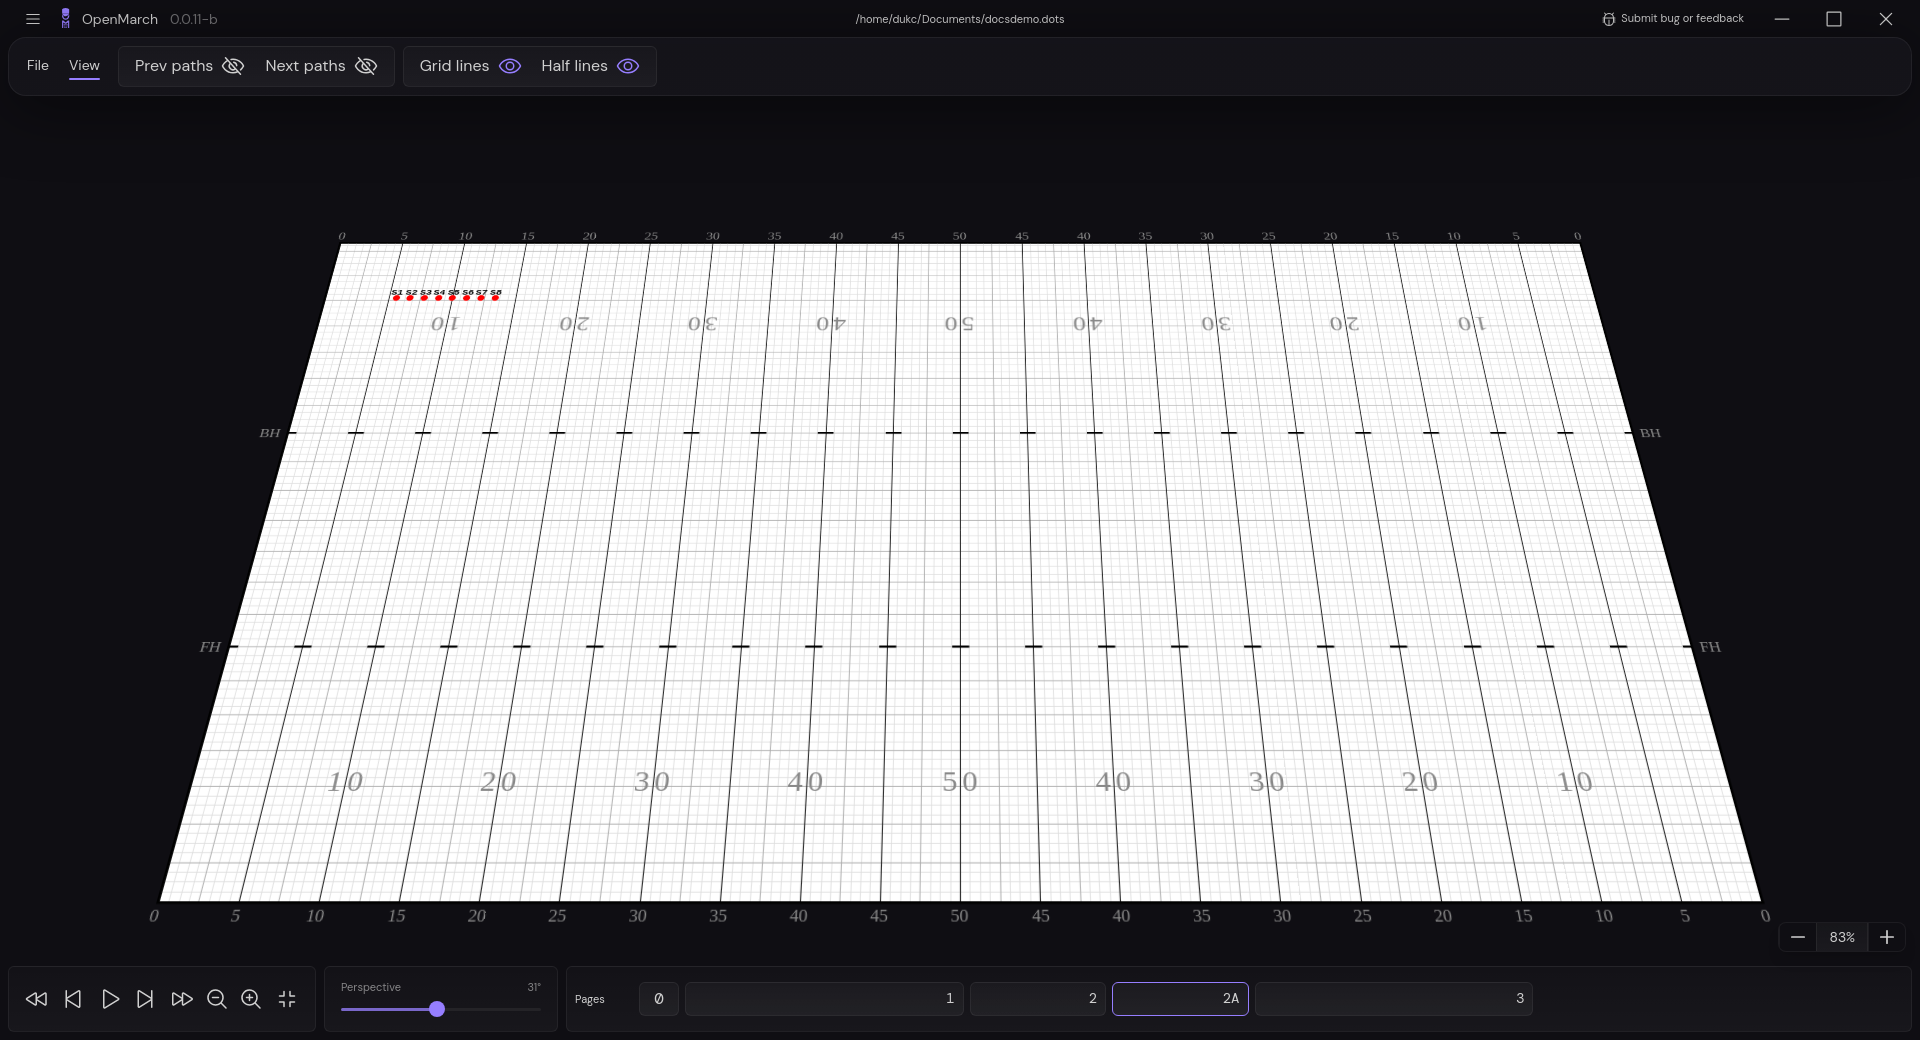 OpenMarch 0.0.11-b /home/dukc/Documents/docsdemo.dots Submit bug or feedback
File View Prev paths Next paths Grid lines Half lines
0 5 10 15 20 25 30 35 40 45 50 45 40 35 30 25 20 15 10 5 0
S1 S2 S3 S4 S5 S6 S7 S8
10 20 30 40 50 40 30 20 10
BH BH
FH FH
10 20 30 40 50 40 30 20 10
0 5 10 15 20 25 30 35 40 45 50 45 40 35 30 25 20 15 10 5 0
83%
Perspective 31°
Pages 0 1 2 2A 3